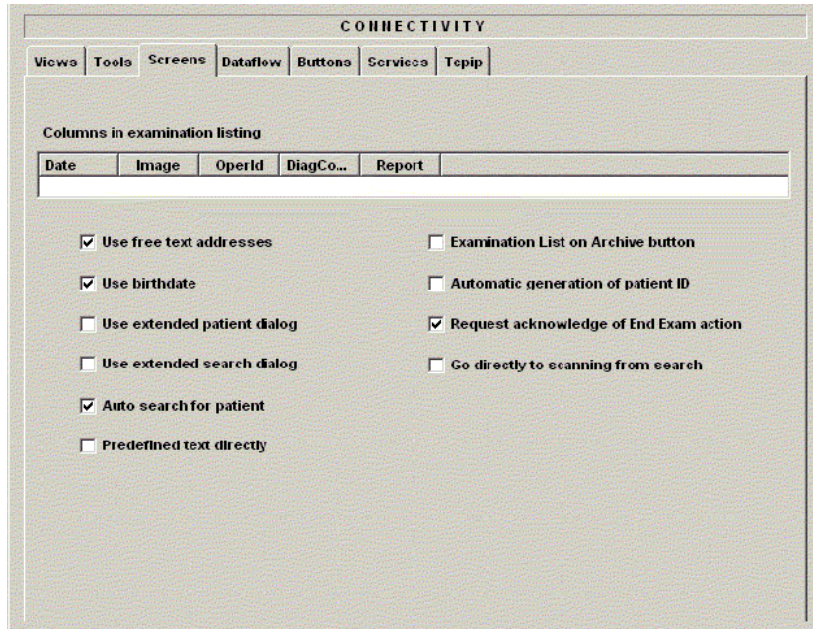 CONNECTIVITY
Views Tools Screens Dataflow Buttons Services Tcpip
Columns in examination listing
Date Image OperId DiagCo... Report
Use free text addresses
Use birthdate
Use extended patient dialog
Use extended search dialog
Auto search for patient
Predefined text directly
Examination List on Archive button
Automatic generation of patient ID
Request acknowledge of End Exam action
Go directly to scanning from search